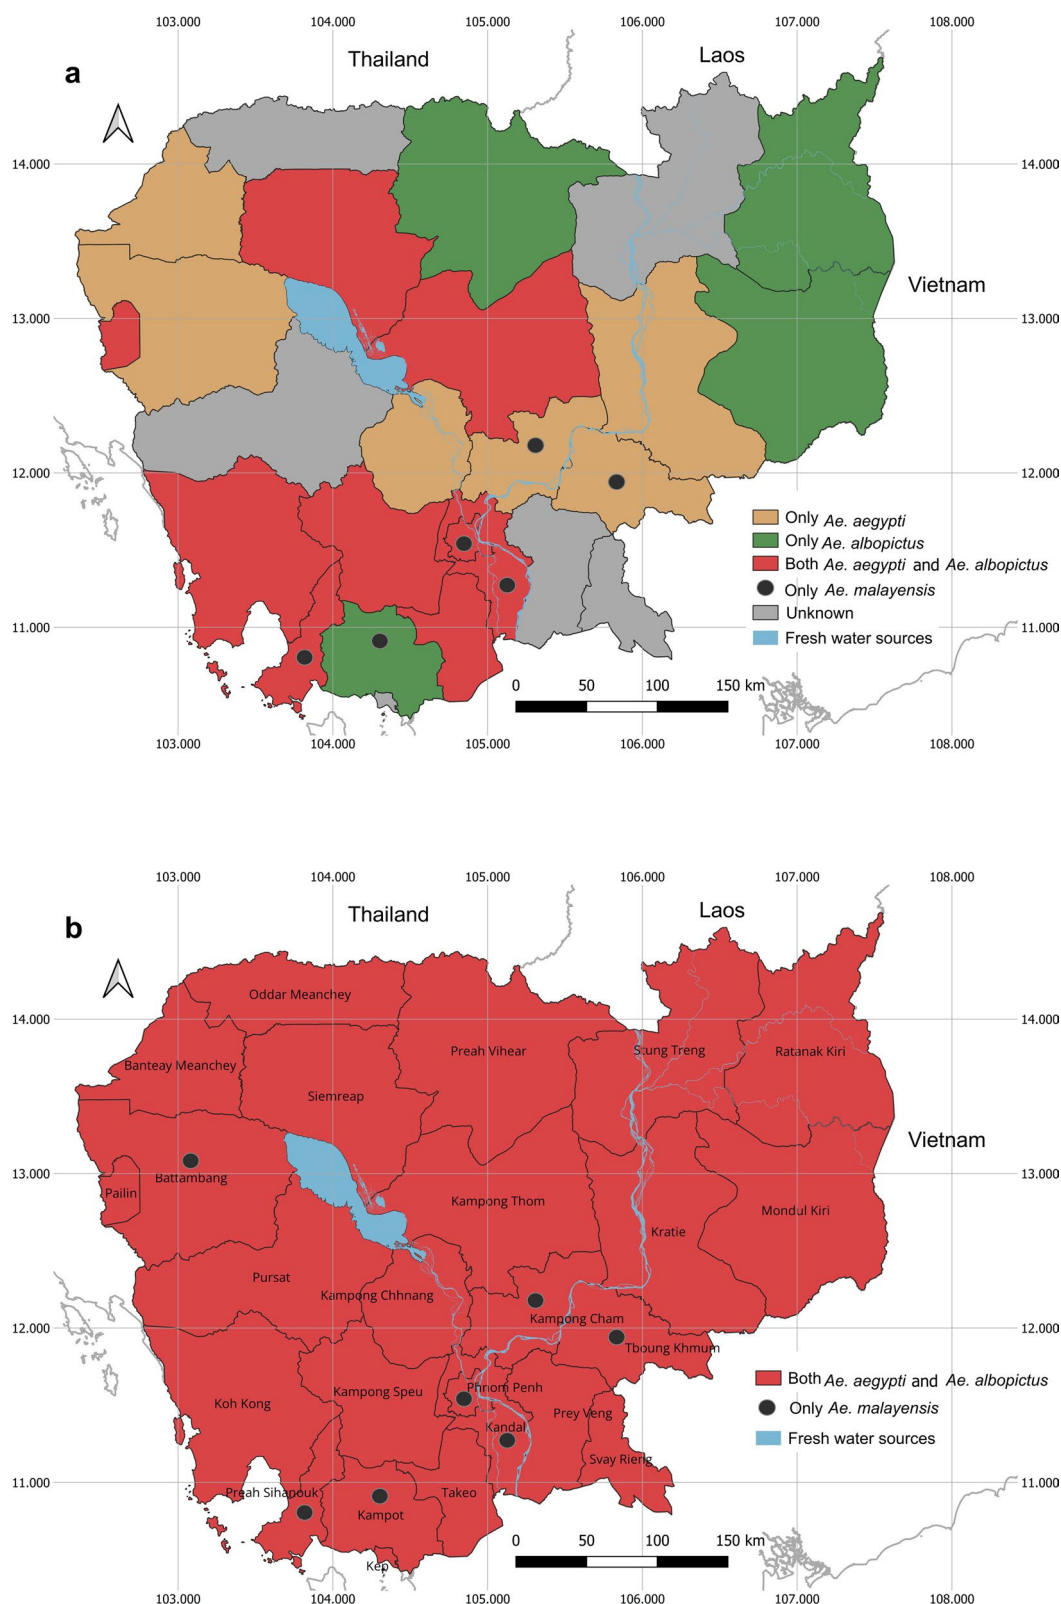 103.000 104.000 105.000 106.000 107.000 108.000
a
Thailand
Laos
14.000 14.000
Vietnam
13.000 13.000
12.000 12.000
Only Ae. aegypti
Only Ae. albopictus
Both Ae. aegypti and Ae. albopictus
Only Ae. malayensis
Unknown
Fresh water sources
11.000 11.000
0 50 100 150 km
103.000 104.000 105.000 106.000 107.000 108.000
103.000 104.000 105.000 106.000 107.000 108.000
b
Thailand
Laos
Oddar Meanchey
14.000 14.000
Banteay Meanchey
Preah Vihear
Stung Treng
Ratanak Kiri
Siemreap
Vietnam
13.000 13.000
Battambang
Pailin
Kampong Thom
Mondul Kiri
Kratie
Pursat
Kampong Chhnang
Kampong Cham
12.000 12.000
Tboung Khmum
Both Ae. aegypti and Ae. albopictus
Only Ae. malayensis
Fresh water sources
Koh Kong
Kampong Speu
Phnom Penh
Prey Veng
Kandal
Svay Rieng
11.000 11.000
Preah Sihanouk
Takeo
Kampot
Kep
0 50 100 150 km
103.000 104.000 105.000 106.000 107.000 108.000